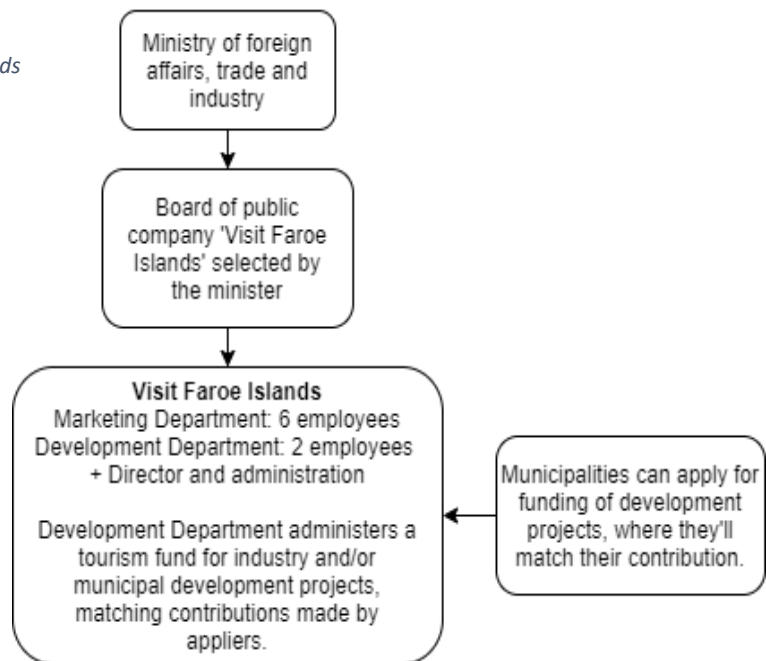 ds
Ministry of foreign
affairs, trade and
industry
Board of public
company 'Visit Faroe
Islands' selected by
the minister
Visit Faroe Islands
Marketing Department: 6 employees
Development Department: 2 employees
+ Director and administration
Development Department administers a
tourism fund for industry and/or
municipal development projects,
matching contributions made by
appliers.
Municipalities can apply for
funding of development
projects, where they'll
match their contribution.